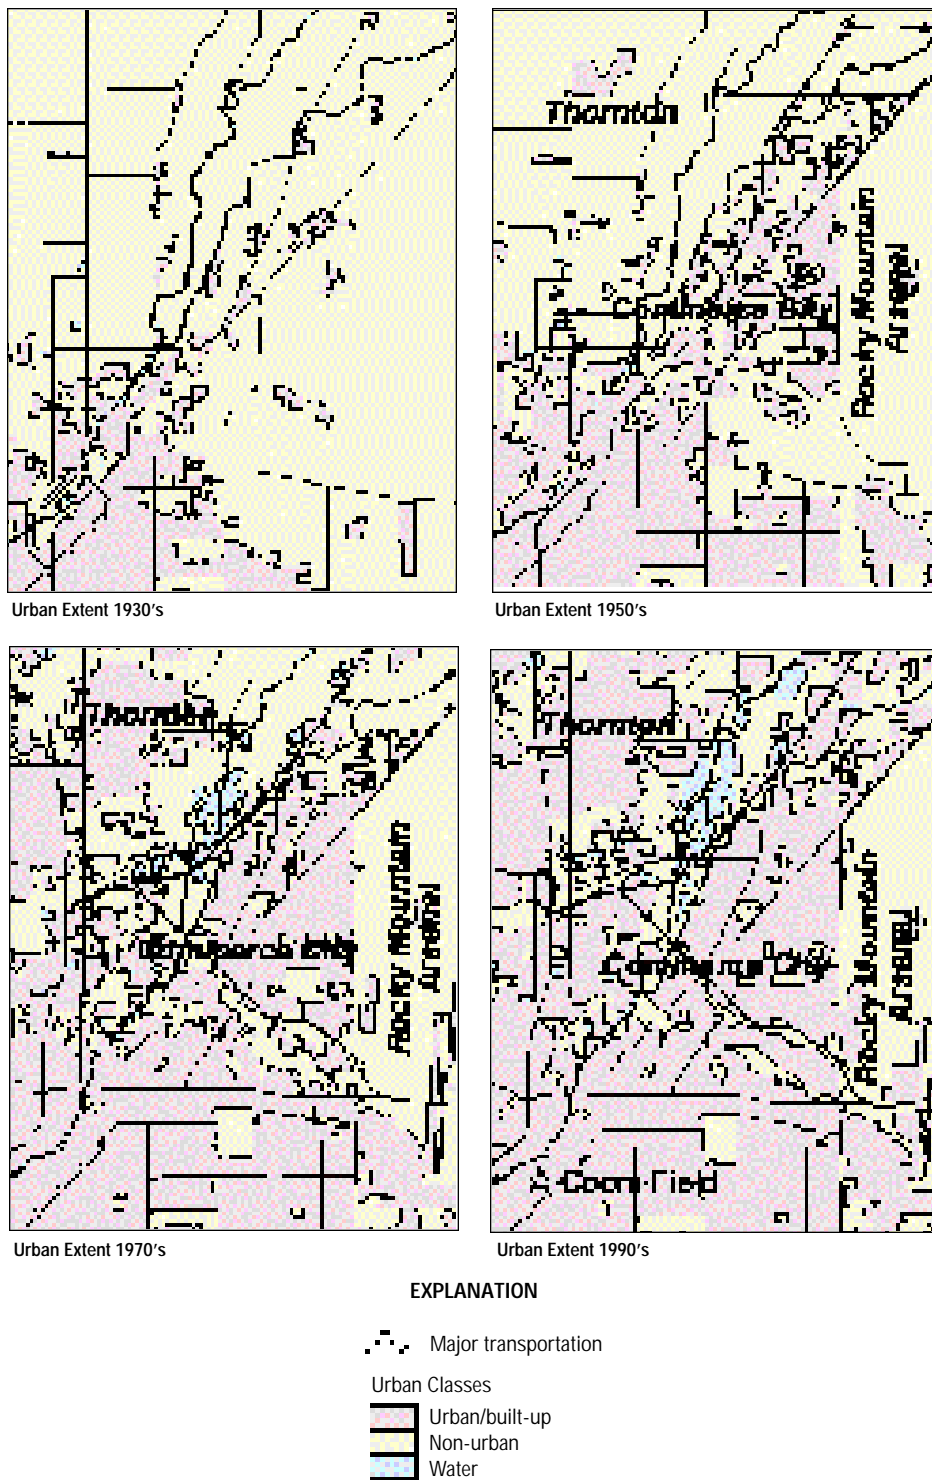 Thornton
Commerce City
Rocky Mountain
Arsenal
Urban Extent 1930's
Urban Extent 1950's
Thornton
Commerce City
Rocky Mountain
Arsenal
Thornton
Commerce City
Rocky Mountain
Arsenal
Coors Field
Urban Extent 1970's
Urban Extent 1990's
EXPLANATION
Major transportation
Urban Classes
Urban/built-up
Non-urban
Water